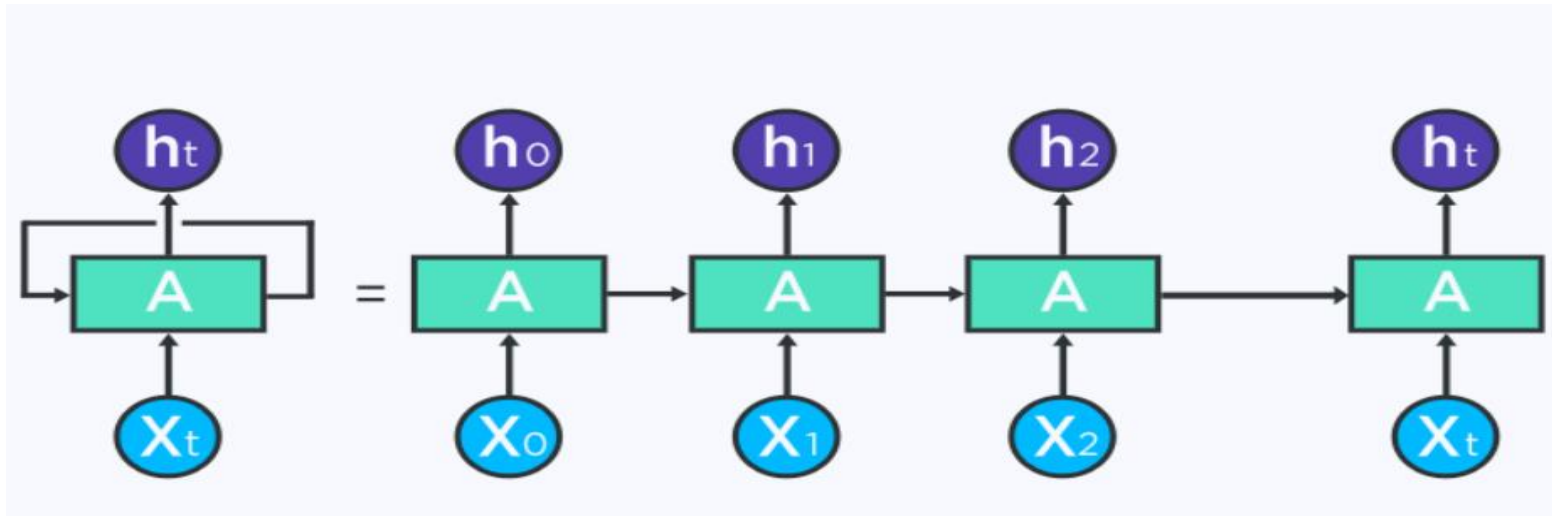 ht h0 h1 h2 ht
A = A A A A
Xt X0 X1 X2 Xt